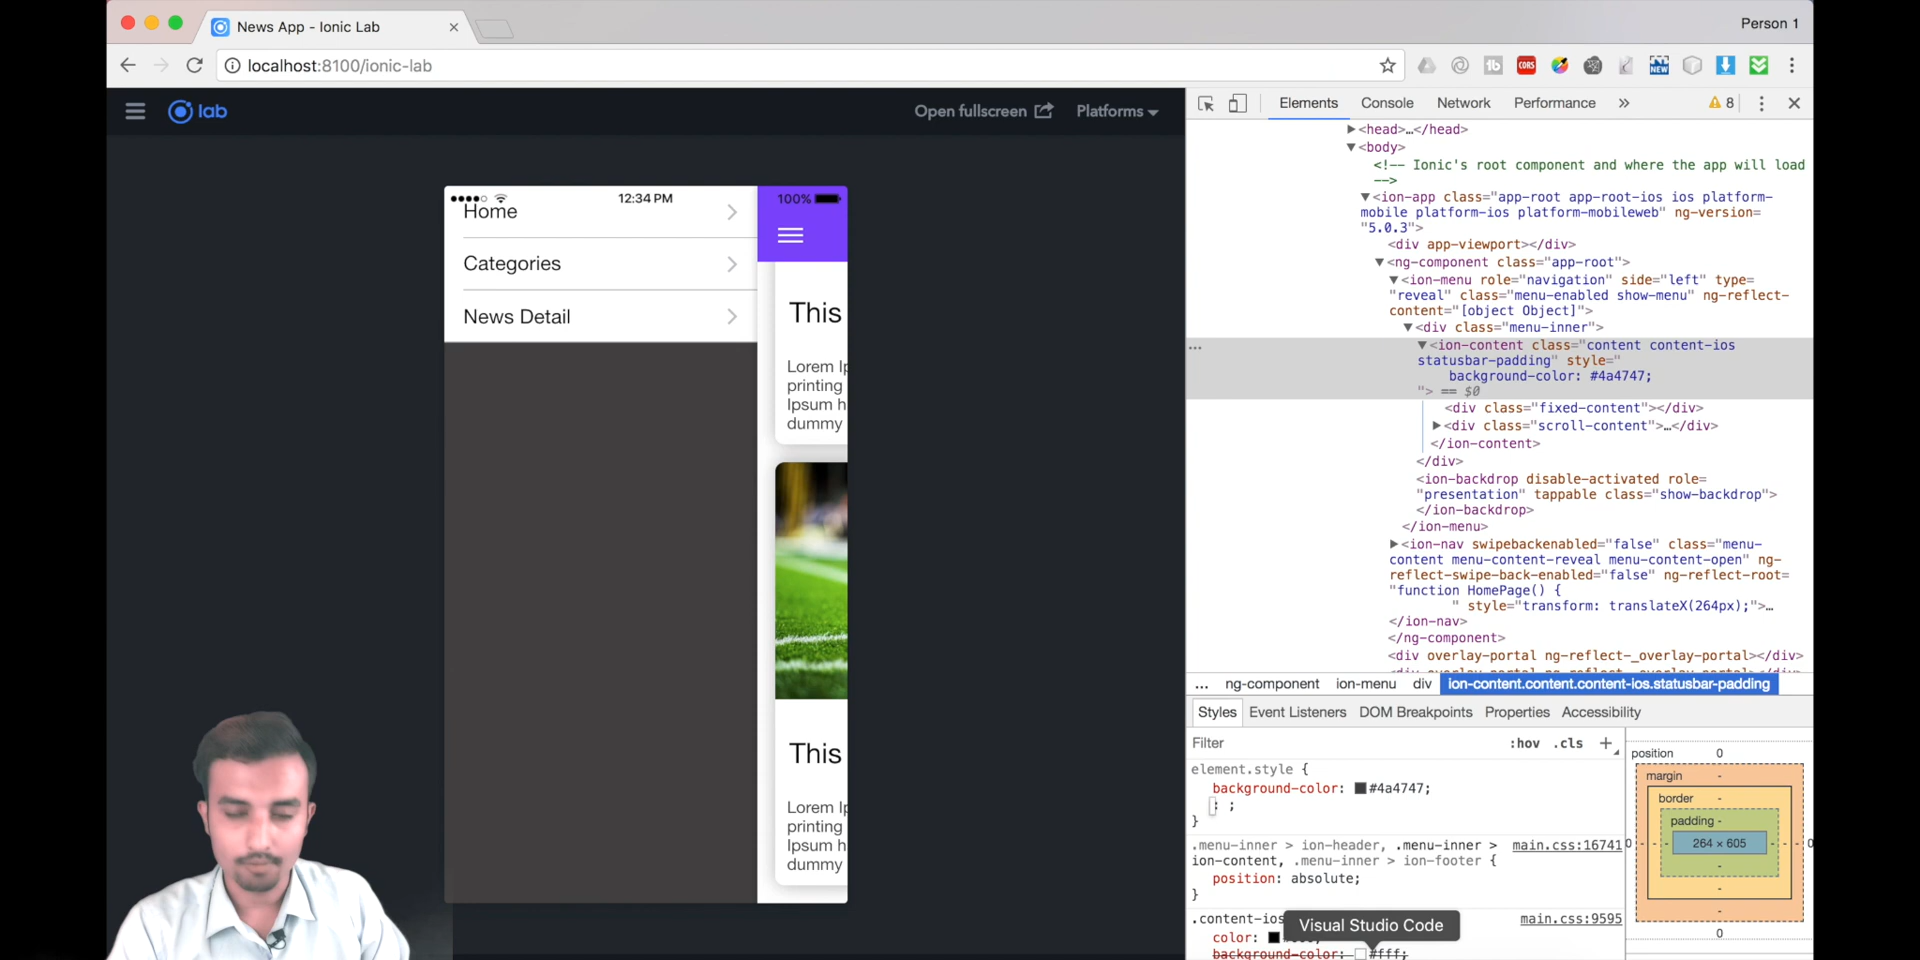 News App - Ionic Lab
Person 1
localhost:8100/ionic-lab
CORS
NEW
lab
Open fullscreen
Platforms
Elements
Console
Network
Performance
»
8
12:34 PM
100%
Home
Categories
News Detail
This
Lorem Ip
printing
Ipsum h
dummy
This
Lorem Ip
printing
Ipsum h
dummy
<head>…</head>
<body>
<!-- Ionic's root component and where the app will load
-->
<ion-app class="app-root app-root-ios ios platform-
mobile platform-ios platform-mobileweb" ng-version=
"5.0.3">
<div app-viewport></div>
<ng-component class="app-root">
<ion-menu role="navigation" side="left" type=
"reveal" class="menu-enabled show-menu" ng-reflect-
content="[object Object]">
<div class="menu-inner">
<ion-content class="content content-ios
statusbar-padding" style="
background-color: #4a4747;
"> == $0
<div class="fixed-content"></div>
<div class="scroll-content">…</div>
</ion-content>
</div>
<ion-backdrop disable-activated role=
"presentation" tappable class="show-backdrop">
</ion-backdrop>
</ion-menu>
<ion-nav swipebackenabled="false" class="menu-
content menu-content-reveal menu-content-open" ng-
reflect-swipe-back-enabled="false" ng-reflect-root=
"function HomePage() {
" style="transform: translateX(264px);">…
</ion-nav>
</ng-component>
<div overlay-portal ng-reflect-_overlay-portal></div>
... ng-component ion-menu div ion-content.content.content-ios.statusbar-padding
Styles Event Listeners DOM Breakpoints Properties Accessibility
Filter
:hov .cls +
element.style {
background-color: #4a4747;
: ;
}
.menu-inner > ion-header, .menu-inner > main.css:16741
ion-content, .menu-inner > ion-footer {
position: absolute;
}
.content-ios main.css:9595
color:
background-color: #fff;
Visual Studio Code
position 0
margin -
border -
padding -
0 - - - 264 × 605 - - - 0
-
-
-
0